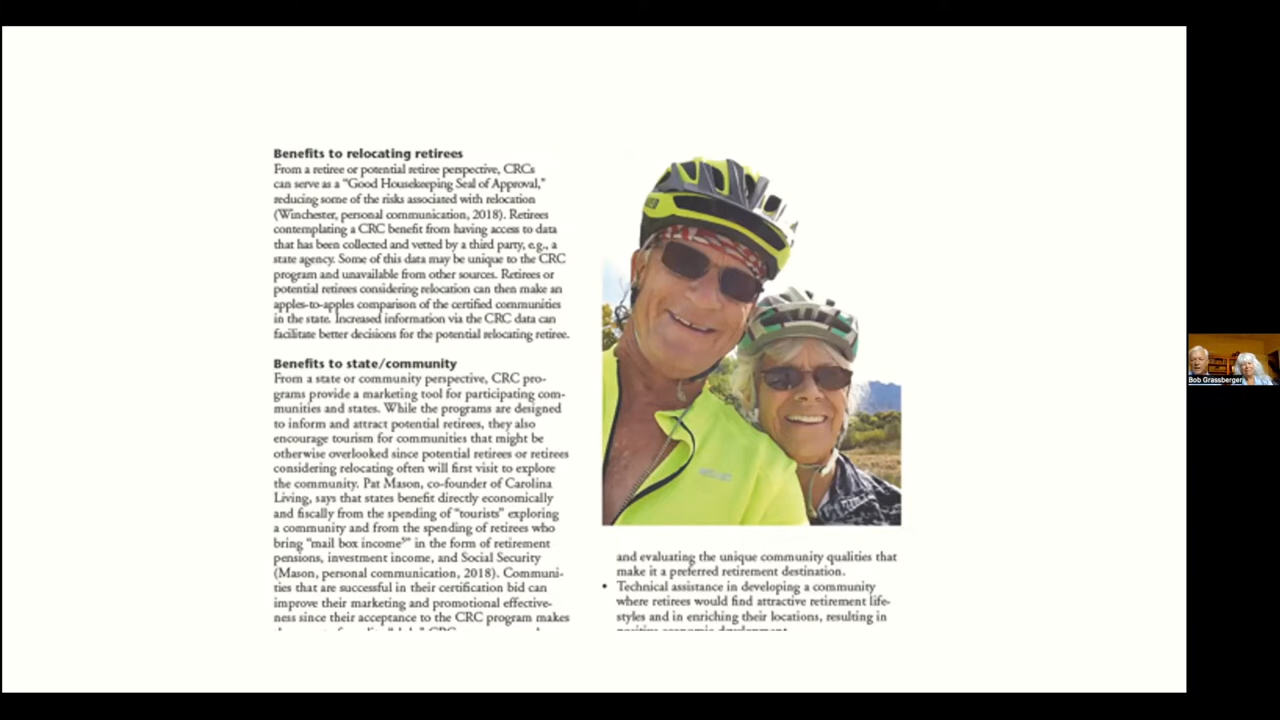 Benefits to relocating retirees
From a retiree or potential retiree perspective, CRCs
can serve as a “Good Housekeeping Seal of Approval,”
reducing some of the risks associated with relocation
(Winchester, personal communication, 2018). Retirees
contemplating a CRC benefit from having access to data
that has been collected and vetted by a third party, e.g., a
state agency. Some of this data may be unique to the CRC
program and unavailable from other sources. Retirees or
potential retirees considering relocation can then make an
apples-to-apples comparison of the certified communities
in the state. Increased information via the CRC data can
facilitate better decisions for the potential relocating retiree.
Benefits to state/community
From a state or community perspective, CRC pro-
grams provide a marketing tool for participating com-
munities and states. While the programs are designed
to inform and attract potential retirees, they also
encourage tourism for communities that might be
otherwise overlooked since potential retirees or retirees
considering relocating often will first visit to explore
the community. Pat Mason, co-founder of Carolina
Living, says that states benefit directly economically
and fiscally from the spending of “tourists” exploring
a community and from the spending of retirees who
bring “mail box income⁵” in the form of retirement
pensions, investment income, and Social Security
(Mason, personal communication, 2018). Communi-
ties that are successful in their certification bid can
improve their marketing and promotional effective-
ness since their acceptance to the CRC program makes
and evaluating the unique community qualities that
make it a preferred retirement destination.
• Technical assistance in developing a community
where retirees would find attractive retirement life-
styles and in enriching their locations, resulting in
positive economic development.
Bob Grassberger